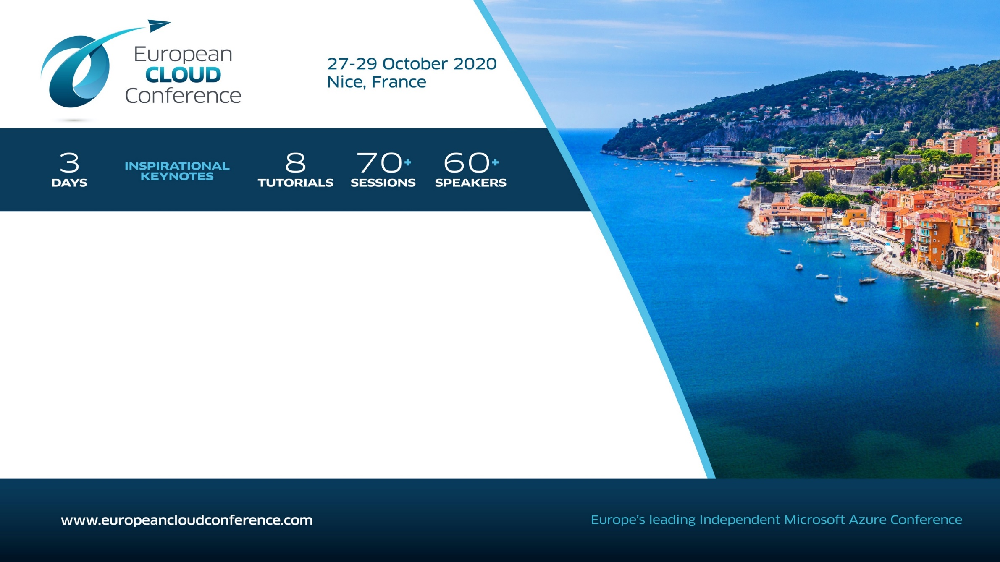 European
CLOUD
Conference
27-29 October 2020
Nice, France
3
DAYS
INSPIRATIONAL
KEYNOTES
8
TUTORIALS
70+
SESSIONS
60+
SPEAKERS
www.europeancloudconference.com
Europe’s leading Independent Microsoft Azure Conference